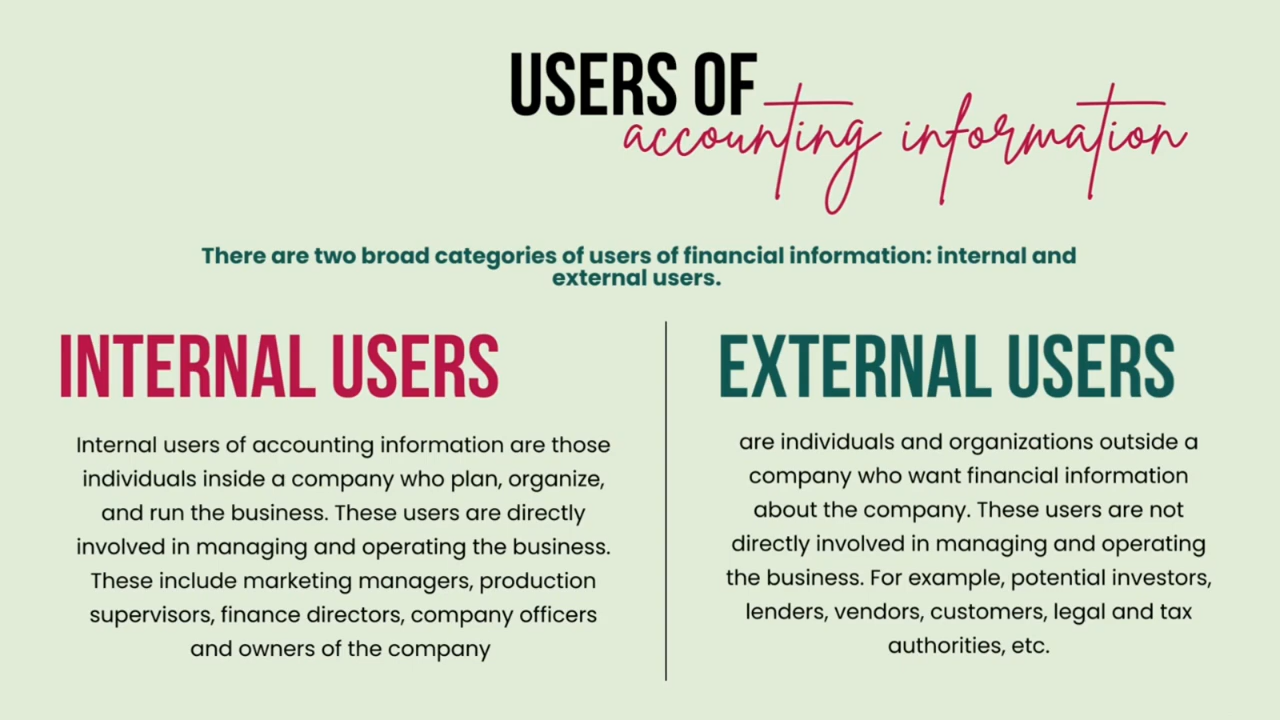 USERS OF
accounting information
There are two broad categories of users of financial information: internal and
external users.
INTERNAL USERS
Internal users of accounting information are those
individuals inside a company who plan, organize,
and run the business. These users are directly
involved in managing and operating the business.
These include marketing managers, production
supervisors, finance directors, company officers
and owners of the company
EXTERNAL USERS
are individuals and organizations outside a
company who want financial information
about the company. These users are not
directly involved in managing and operating
the business. For example, potential investors,
lenders, vendors, customers, legal and tax
authorities, etc.